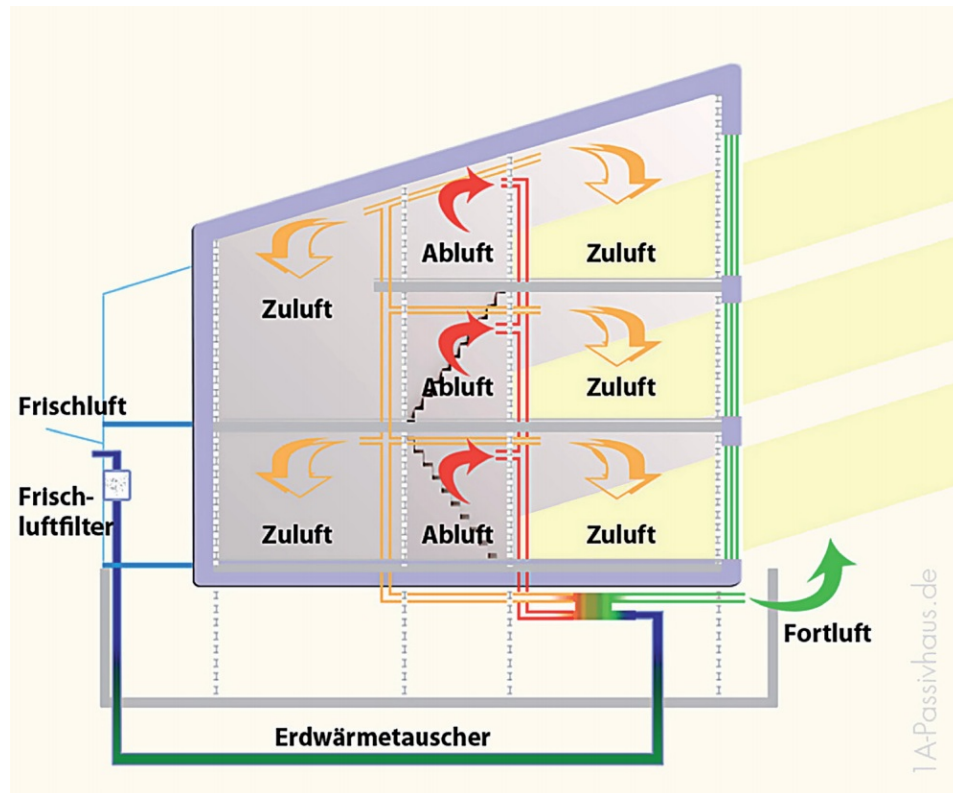 Abluft
Zuluft
Zuluft
Abluft
Zuluft
Frischluft
Frisch-
luftfilter
Zuluft
Abluft
Zuluft
Fortluft
Erdwärmetauscher
1A-Passivhaus.de